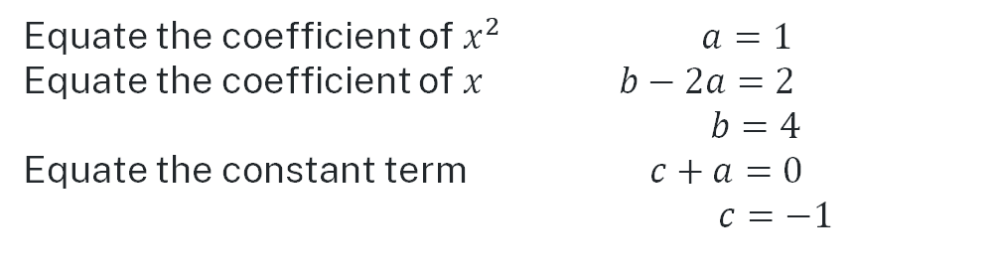 Equate the coefficient of x² a = 1
Equate the coefficient of x b − 2a = 2
b = 4
Equate the constant term c + a = 0
c = −1